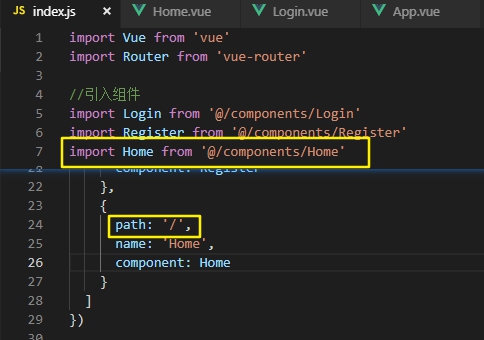 JS index.js × Home.vue Login.vue App.vue
1 import Vue from 'vue'
2 import Router from 'vue-router'
3
4 //引入组件
5 import Login from '@/components/Login'
6 import Register from '@/components/Register'
7 import Home from '@/components/Home'
component: Register
22 },
23 {
24 path: '/',
25 name: 'Home',
26 component: Home
27 }
28 ]
29 })
30